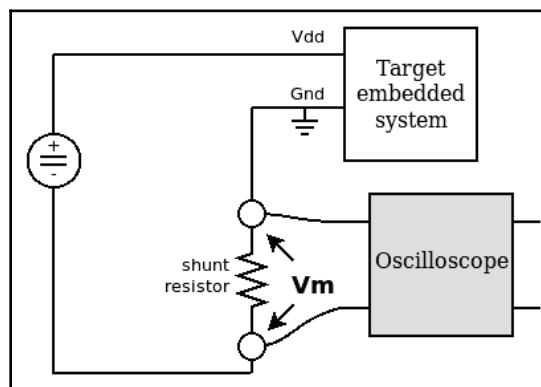 Vdd
Target
embedded
system
Gnd
+
-
shunt
resistor
Vm
Oscilloscope